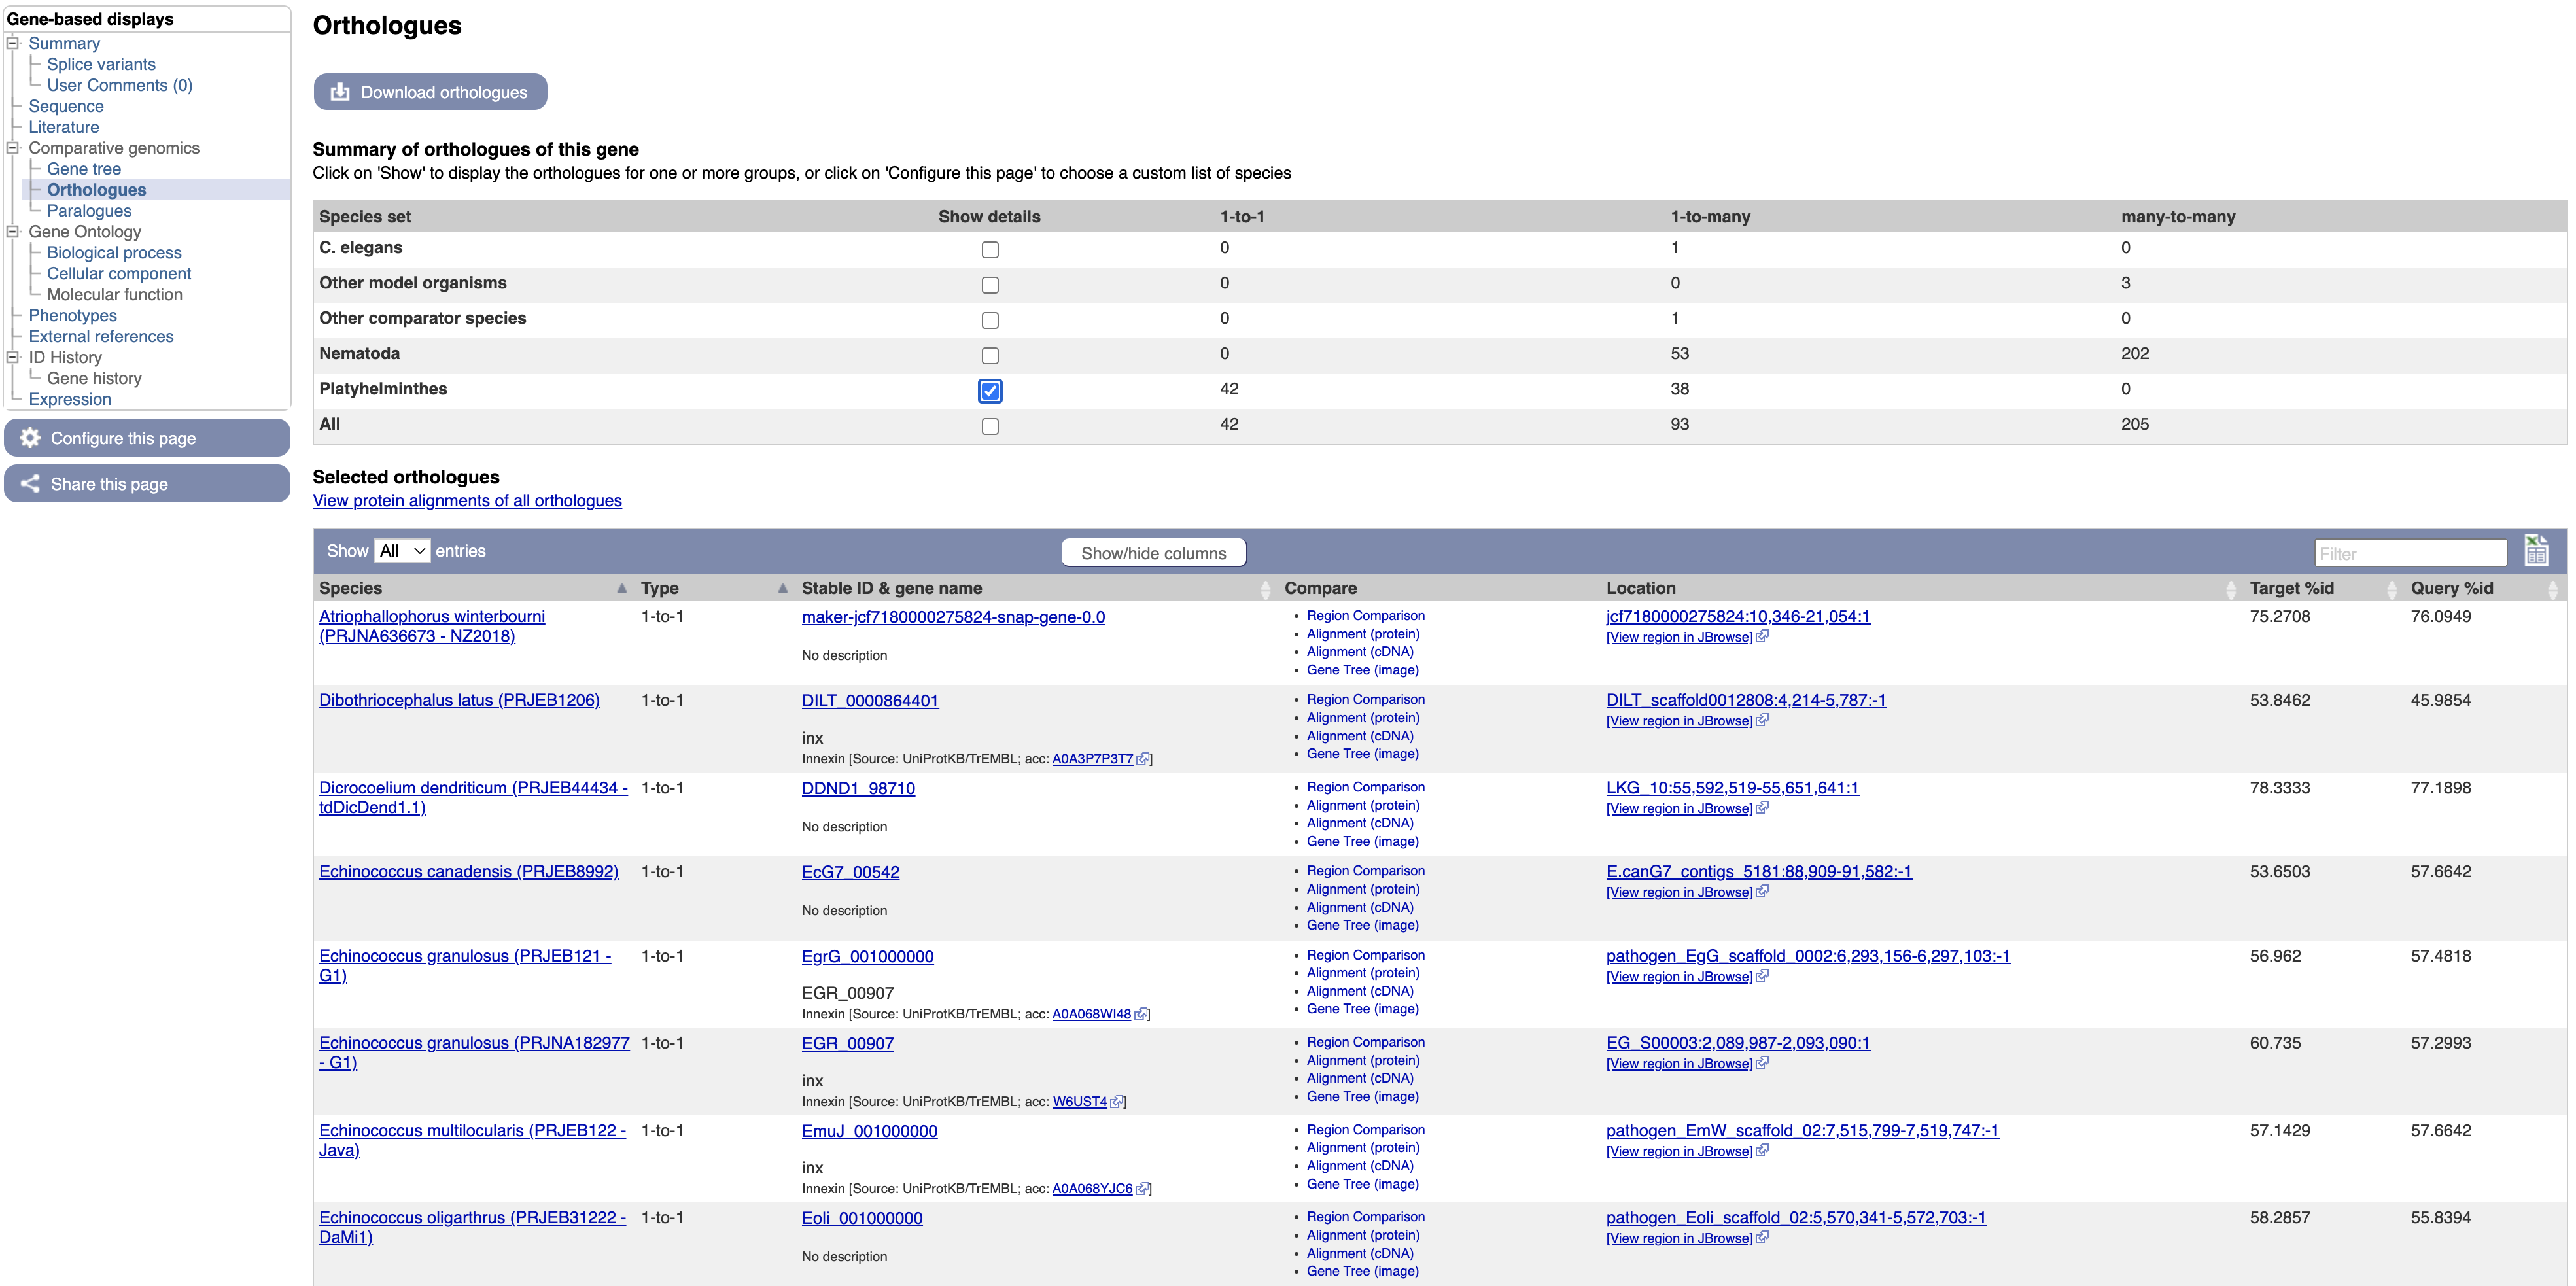 Gene-based displays
Summary
Splice variants
User Comments (0)
Sequence
Literature
Comparative genomics
Gene tree
Orthologues
Paralogues
Gene Ontology
Biological process
Cellular component
Molecular function
Phenotypes
External references
ID History
Gene history
Expression
Configure this page
Share this page
Orthologues
Download orthologues
Summary of orthologues of this gene
Click on 'Show' to display the orthologues for one or more groups, or click on 'Configure this page' to choose a custom list of species
Species set Show details 1-to-1 1-to-many many-to-many
C. elegans 0 1 0
Other model organisms 0 0 3
Other comparator species 0 1 0
Nematoda 0 53 202
Platyhelminthes 42 38 0
All 42 93 205
Selected orthologues
View protein alignments of all orthologues
Show All entries Show/hide columns Filter
Species Type Stable ID & gene name Compare Location Target %id Query %id
Atriophallophorus winterbourni (PRJNA636673 - NZ2018) 1-to-1 maker-jcf7180000275824-snap-gene-0.0
No description
• Region Comparison
• Alignment (protein)
• Alignment (cDNA)
• Gene Tree (image)
jcf7180000275824:10,346-21,054:1
[View region in JBrowse]
75.2708 76.0949
Dibothriocephalus latus (PRJEB1206) 1-to-1 DILT_0000864401
inx
Innexin [Source: UniProtKB/TrEMBL; acc: A0A3P7P3T7]
• Region Comparison
• Alignment (protein)
• Alignment (cDNA)
• Gene Tree (image)
DILT_scaffold0012808:4,214-5,787:-1
[View region in JBrowse]
53.8462 45.9854
Dicrocoelium dendriticum (PRJEB44434 - tdDicDend1.1) 1-to-1 DDND1_98710
No description
• Region Comparison
• Alignment (protein)
• Alignment (cDNA)
• Gene Tree (image)
LKG_10:55,592,519-55,651,641:1
[View region in JBrowse]
78.3333 77.1898
Echinococcus canadensis (PRJEB8992) 1-to-1 EcG7_00542
No description
• Region Comparison
• Alignment (protein)
• Alignment (cDNA)
• Gene Tree (image)
E.canG7_contigs_5181:88,909-91,582:-1
[View region in JBrowse]
53.6503 57.6642
Echinococcus granulosus (PRJEB121 - G1) 1-to-1 EgrG_001000000
EGR_00907
Innexin [Source: UniProtKB/TrEMBL; acc: A0A068WI48]
• Region Comparison
• Alignment (protein)
• Alignment (cDNA)
• Gene Tree (image)
pathogen_EgG_scaffold_0002:6,293,156-6,297,103:-1
[View region in JBrowse]
56.962 57.4818
Echinococcus granulosus (PRJNA182977 - G1) 1-to-1 EGR_00907
inx
Innexin [Source: UniProtKB/TrEMBL; acc: W6UST4]
• Region Comparison
• Alignment (protein)
• Alignment (cDNA)
• Gene Tree (image)
EG_S00003:2,089,987-2,093,090:1
[View region in JBrowse]
60.735 57.2993
Echinococcus multilocularis (PRJEB122 - Java) 1-to-1 EmuJ_001000000
inx
Innexin [Source: UniProtKB/TrEMBL; acc: A0A068YJC6]
• Region Comparison
• Alignment (protein)
• Alignment (cDNA)
• Gene Tree (image)
pathogen_EmW_scaffold_02:7,515,799-7,519,747:-1
[View region in JBrowse]
57.1429 57.6642
Echinococcus oligarthrus (PRJEB31222 - DaMi1) 1-to-1 Eoli_001000000
No description
• Region Comparison
• Alignment (protein)
• Alignment (cDNA)
• Gene Tree (image)
pathogen_Eoli_scaffold_02:5,570,341-5,572,703:-1
[View region in JBrowse]
58.2857 55.8394